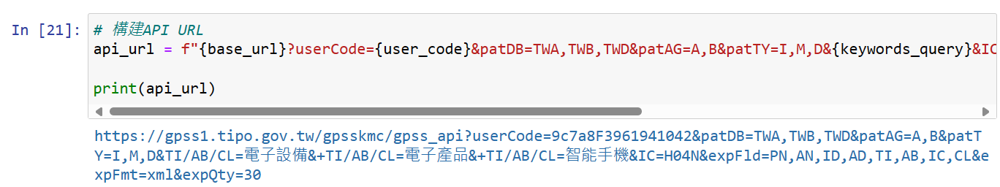 In [21]: # 構建API URL
api_url = f"{base_url}?userCode={user_code}&patDB=TWA,TWB,TWD&patAG=A,B&patTY=I,M,D&{keywords_query}&IC
print(api_url)
https://gpss1.tipo.gov.tw/gpsskmc/gpss_api?userCode=9c7a8F3961941042&patDB=TWA,TWB,TWD&patAG=A,B&patT
Y=I,M,D&TI/AB/CL=電子設備&+TI/AB/CL=電子產品&+TI/AB/CL=智能手機&IC=H04N&expFld=PN,AN,ID,AD,TI,AB,IC,CL&e
xpFmt=xml&expQty=30